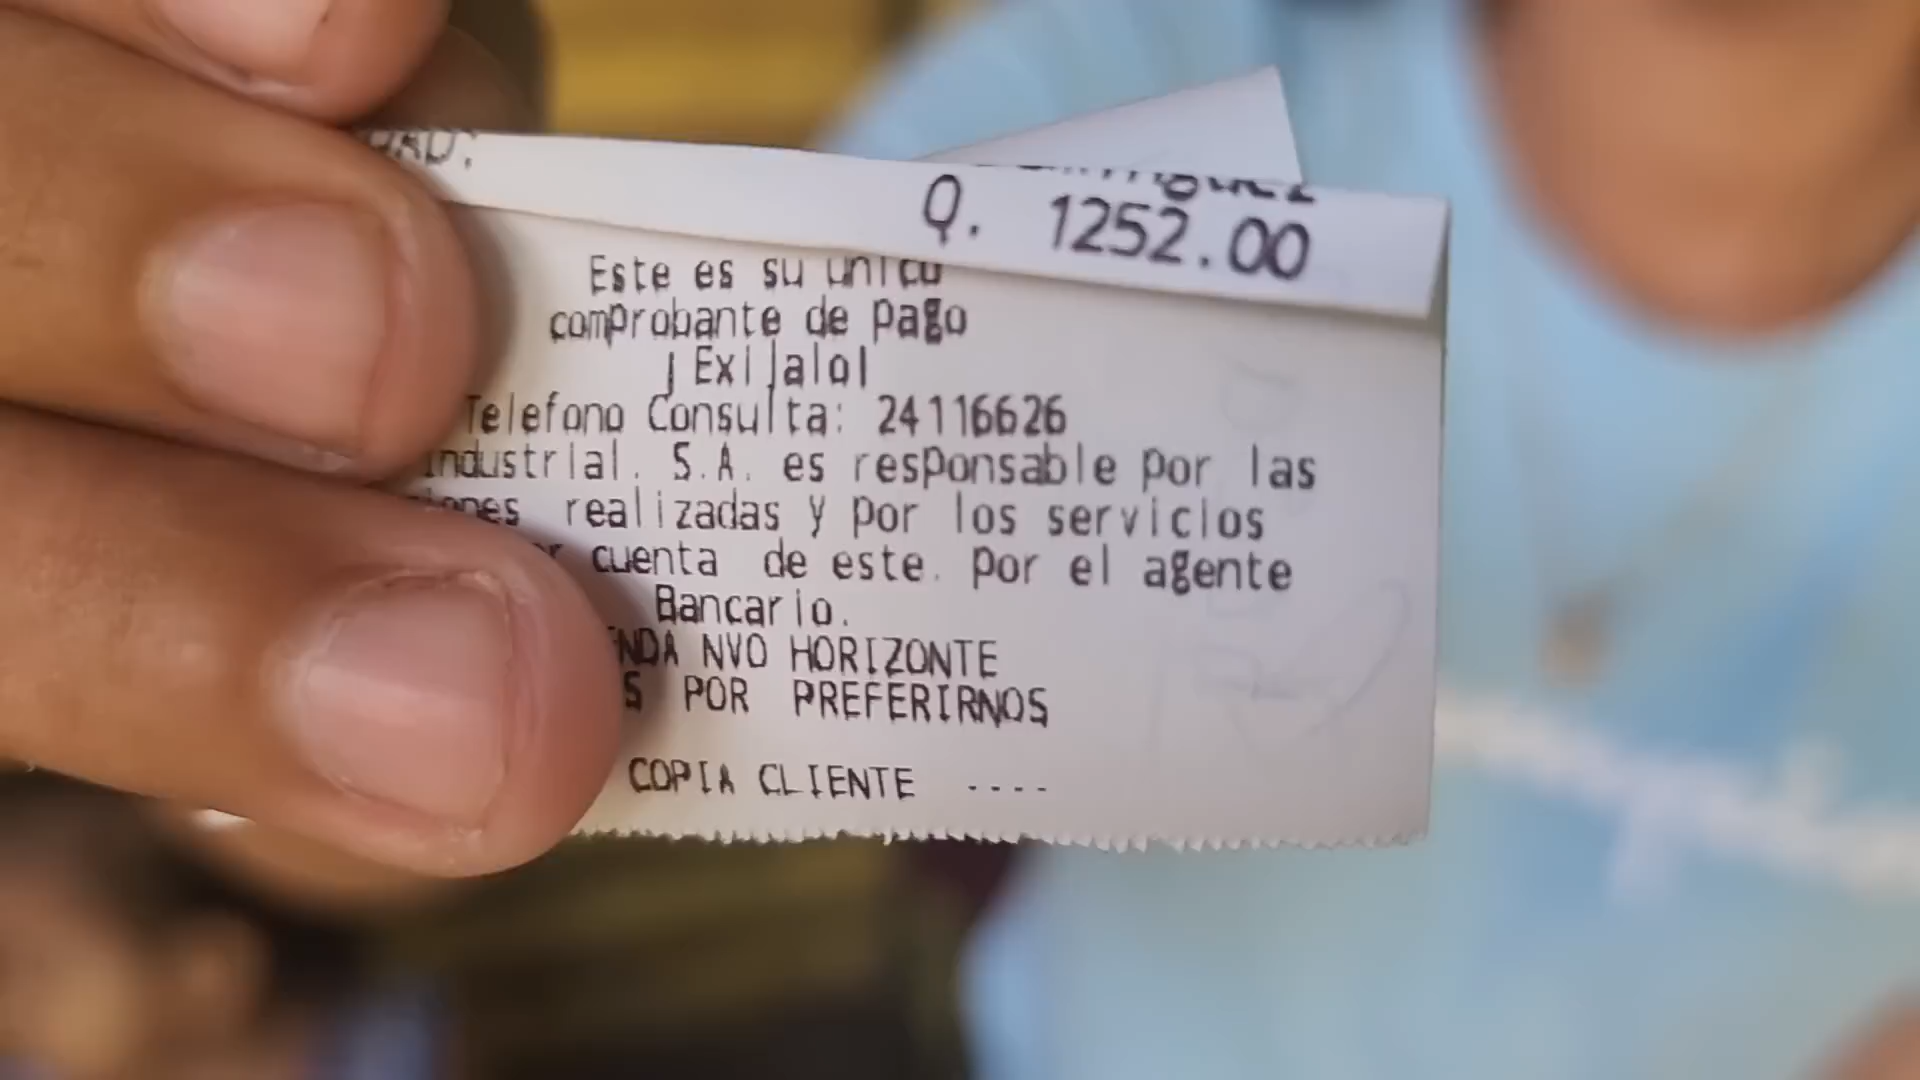 Q. 1252.00
Este es su unico
comprobante de pago
¡Exijalo!
Telefono Consulta: 24116626
Industrial. S.A. es responsable por las
realizadas y por los servicios
cuenta de este. por el agente
Bancario.
NVO HORIZONTE
POR PREFERIRNOS
COPIA CLIENTE ----